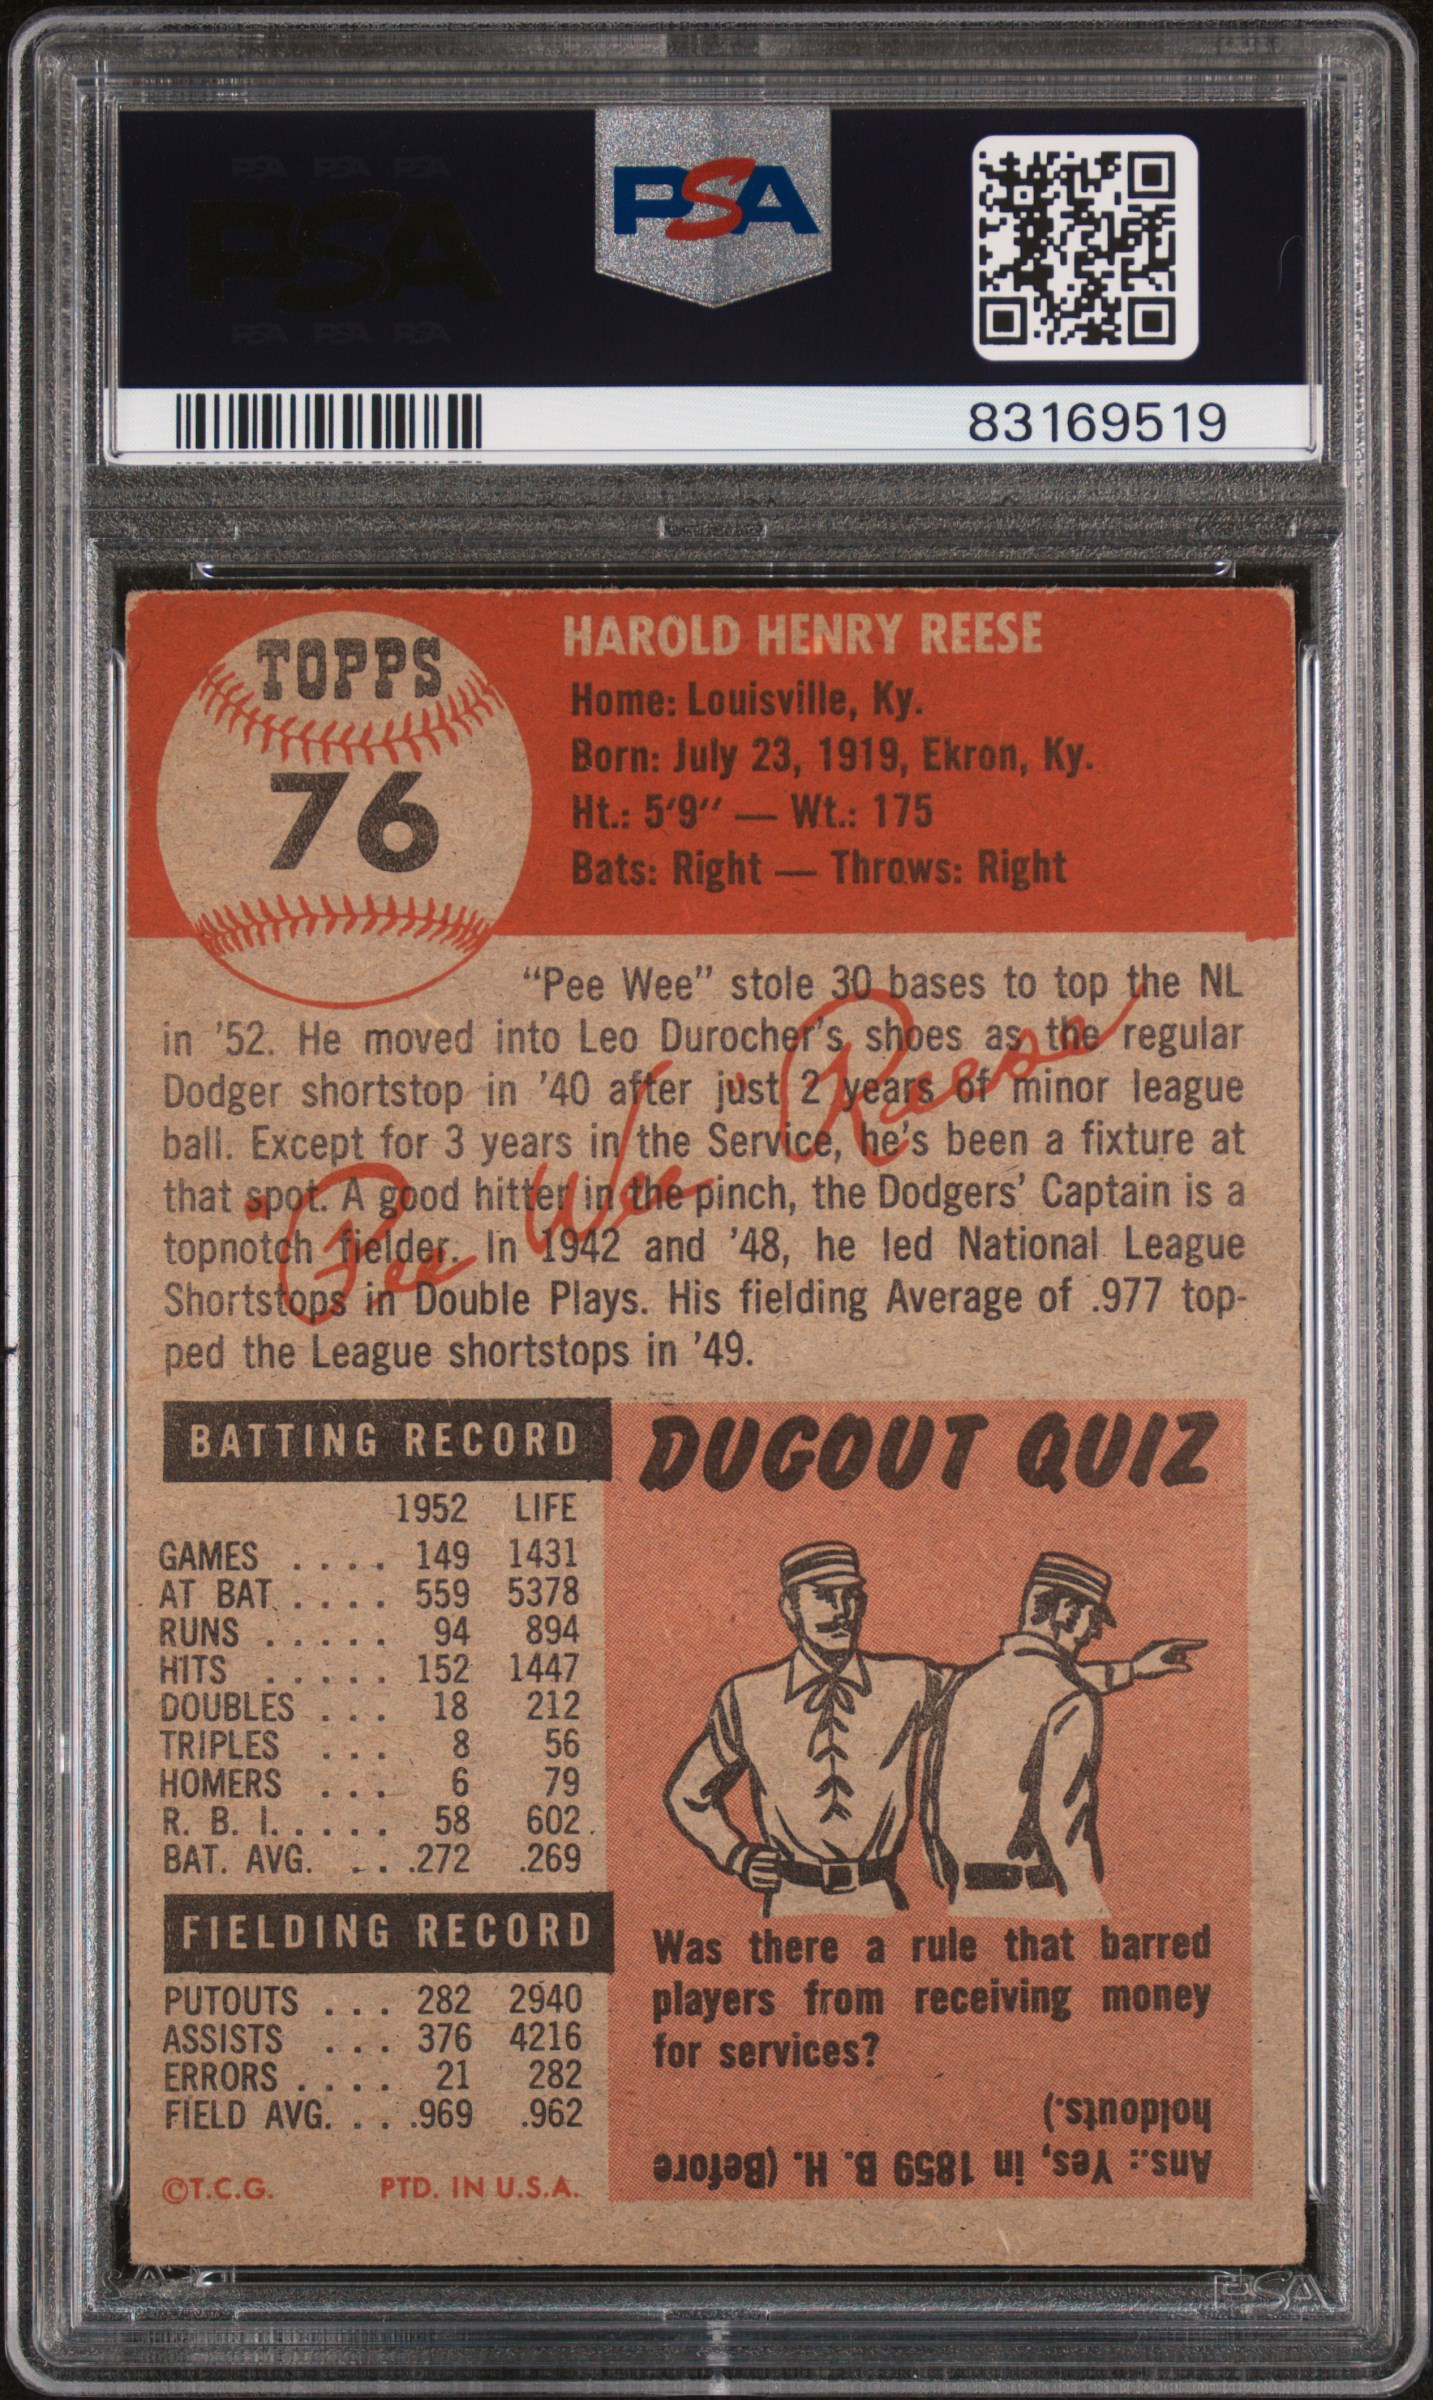 PSA PSA PSA
PSA
PSA PSA PSA
PSA
83169519
TOPPS
76
HAROLD HENRY REESE
Home: Louisville, Ky.
Born: July 23, 1919, Ekron, Ky.
Ht.: 5'9" — Wt.: 175
Bats: Right — Throws: Right
"Pee Wee" stole 30 bases to top the NL
in '52. He moved into Leo Durocher's shoes as the regular
Dodger shortstop in '40 after just 2 years of minor league
ball. Except for 3 years in the Service, he's been a fixture at
that spot. A good hitter in the pinch, the Dodgers' Captain is a
topnotch fielder. In 1942 and '48, he led National League
Shortstops in Double Plays. His fielding Average of .977 top-
ped the League shortstops in '49.
"Pee Wee" Reese
BATTING RECORD
1952 LIFE
GAMES . . . . 149 1431
AT BAT . . . . 559 5378
RUNS . . . . . 94 894
HITS . . . . . 152 1447
DOUBLES . . . 18 212
TRIPLES . . . 8 56
HOMERS . . . 6 79
R. B. I. . . . . 58 602
BAT. AVG. . . .272 .269
FIELDING RECORD
PUTOUTS . . . 282 2940
ASSISTS . . . 376 4216
ERRORS . . . . 21 282
FIELD AVG. . . .969 .962
©T.C.G. PTD. IN U.S.A.
DUGOUT QUIZ
Was there a rule that barred
players from receiving money
for services?
Ans.: Yes, in 1859 B. H. (Before
holdouts.)
PSA